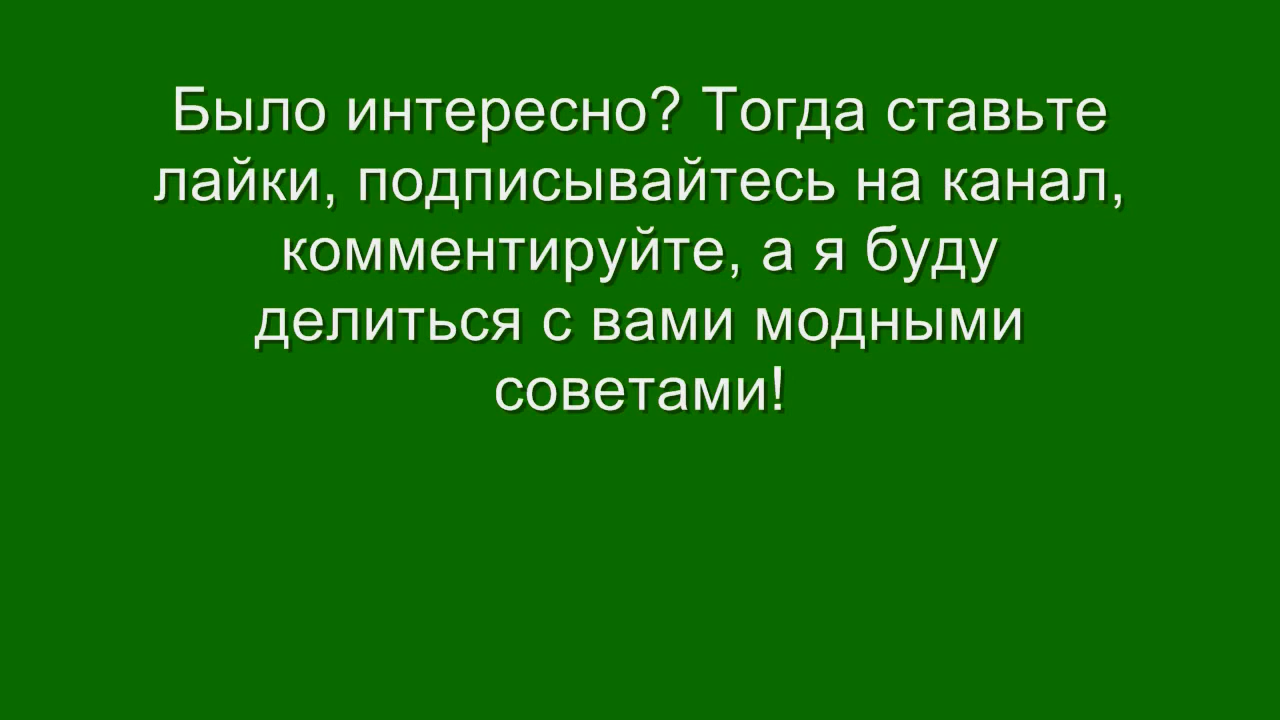 Было интересно? Тогда ставьте
лайки, подписывайтесь на канал,
комментируйте, а я буду
делиться с вами модными
советами!